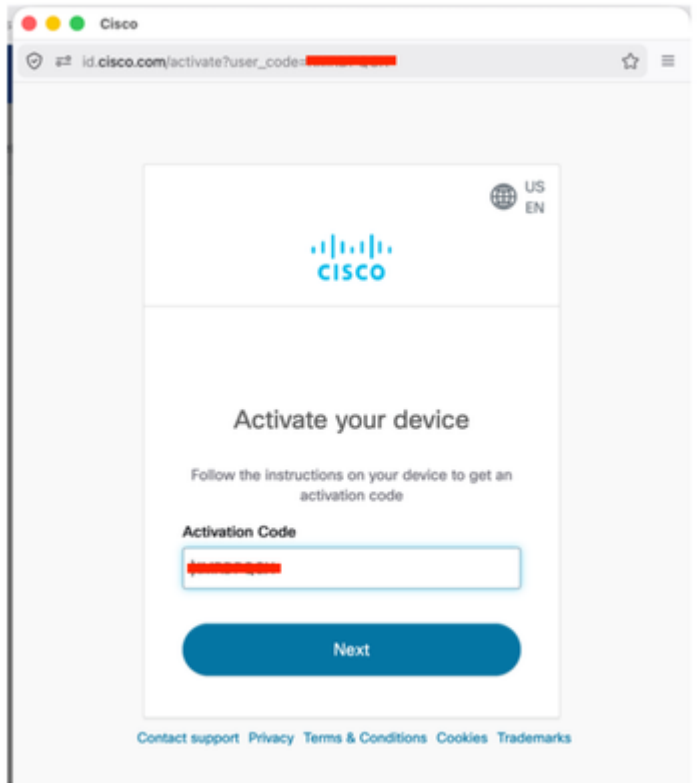 Cisco
id.cisco.com/activate?user_code=
US
EN
CISCO
Activate your device
Follow the instructions on your device to get an
activation code
Activation Code
Next
Contact support Privacy Terms & Conditions Cookies Trademarks